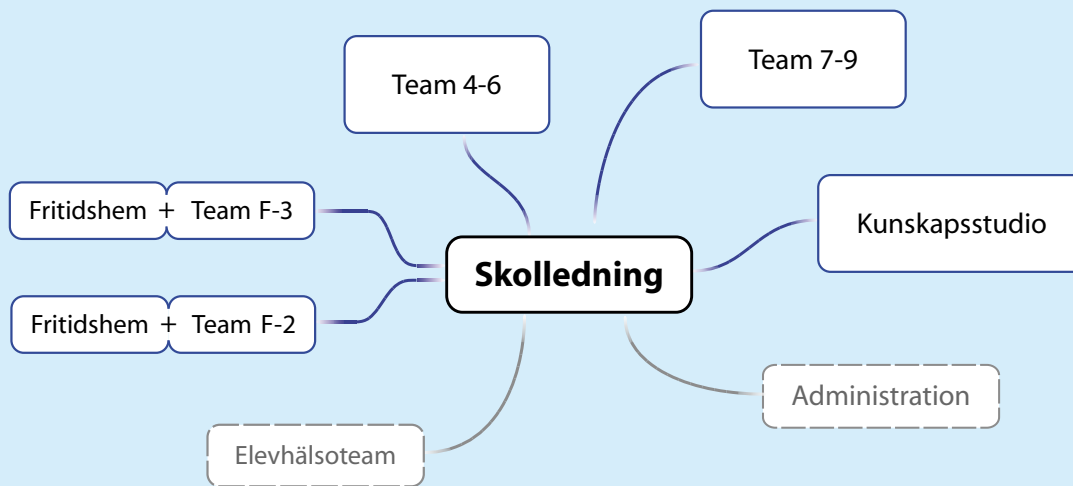 Team 7-9
Team 4-6
Fritidshem + Team F-3
Kunskapsstudio
Skolledning
Fritidshem + Team F-2
Administration
Elevhälsoteam